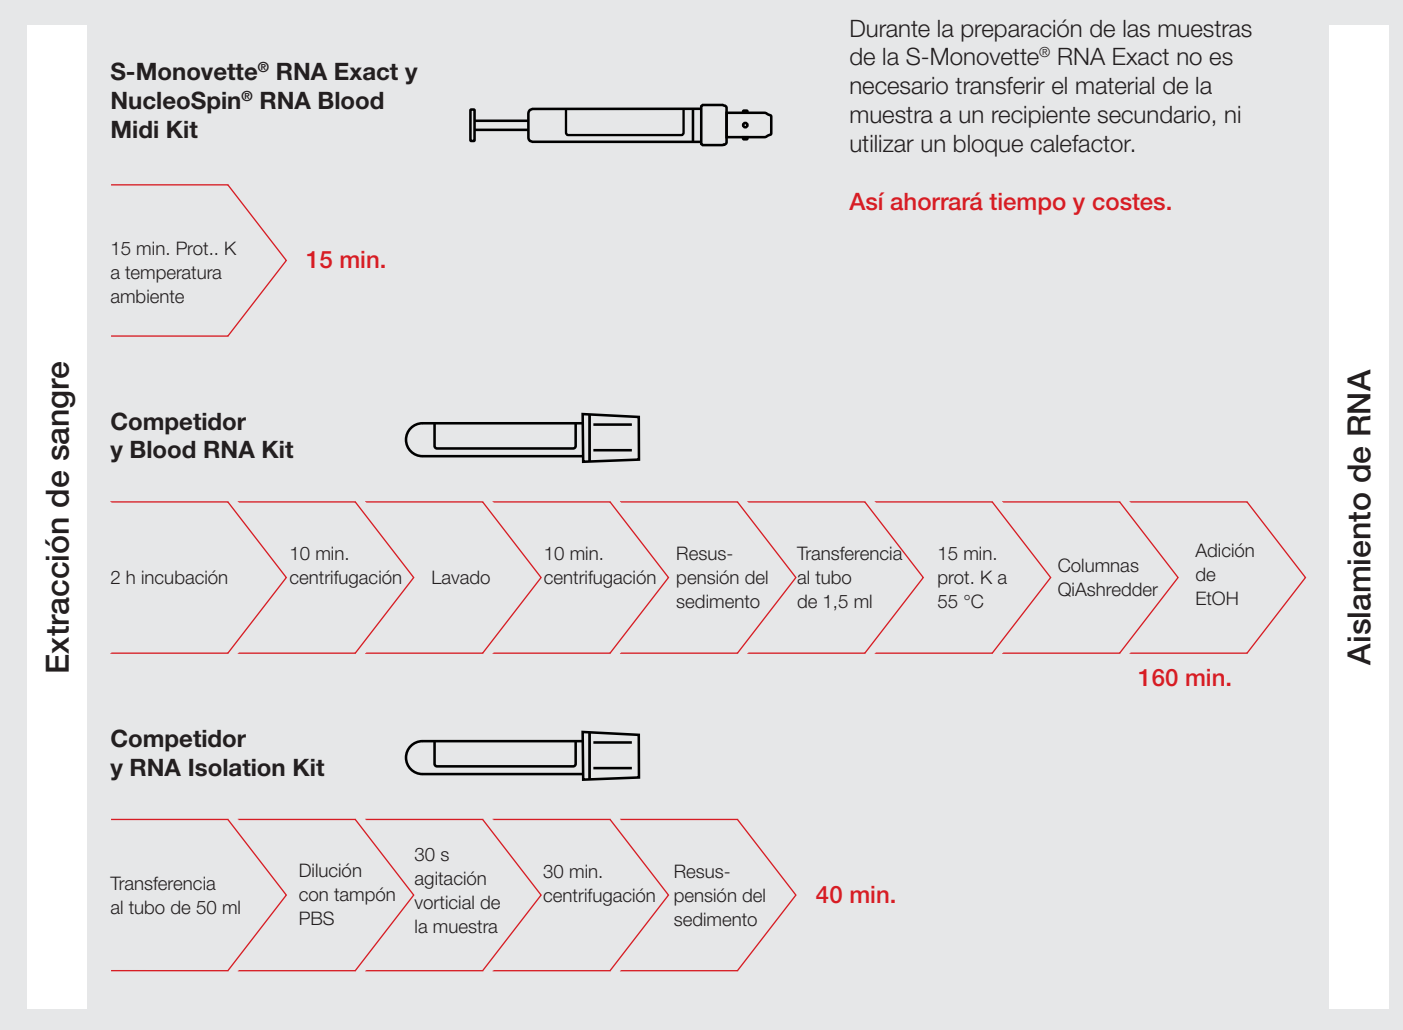 Extracción de sangre
S-Monovette® RNA Exact y
NucleoSpin® RNA Blood
Midi Kit
Durante la preparación de las muestras
de la S-Monovette® RNA Exact no es
necesario transferir el material de la
muestra a un recipiente secundario, ni
utilizar un bloque calefactor.
Así ahorrará tiempo y costes.
15 min. Prot.. K
a temperatura
ambiente
15 min.
Competidor
y Blood RNA Kit
2 h incubación
10 min.
centrifugación
Lavado
10 min.
centrifugación
Resus-
pensión del
sedimento
Transferencia
al tubo
de 1,5 ml
15 min.
prot. K a
55 °C
Columnas
QiAshredder
Adición
de
EtOH
160 min.
Competidor
y RNA Isolation Kit
Transferencia
al tubo de 50 ml
Dilución
con tampón
PBS
30 s
agitación
vorticial de
la muestra
30 min.
centrifugación
Resus-
pensión del
sedimento
40 min.
Aislamiento de RNA